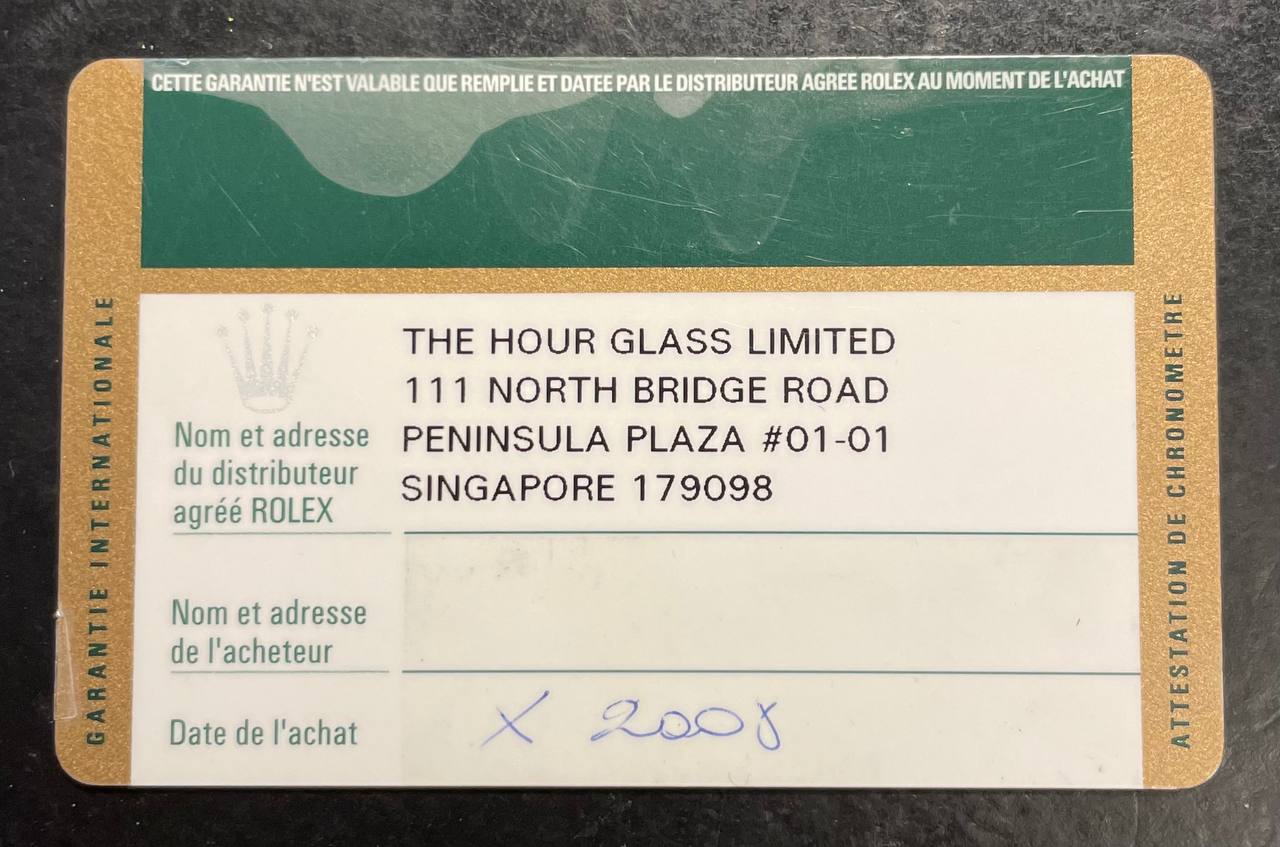 CETTE GARANTIE N'EST VALABLE QUE REMPLIE ET DATEE PAR LE DISTRIBUTEUR AGREE ROLEX AU MOMENT DE L'ACHAT
GARANTIE INTERNATIONALE
THE HOUR GLASS LIMITED
111 NORTH BRIDGE ROAD
PENINSULA PLAZA #01-01
SINGAPORE 179098
Nom et adresse
du distributeur
agréé ROLEX
Nom et adresse
de l'acheteur
Date de l'achat
X 2008
ATTESTATION DE CHRONOMETRE